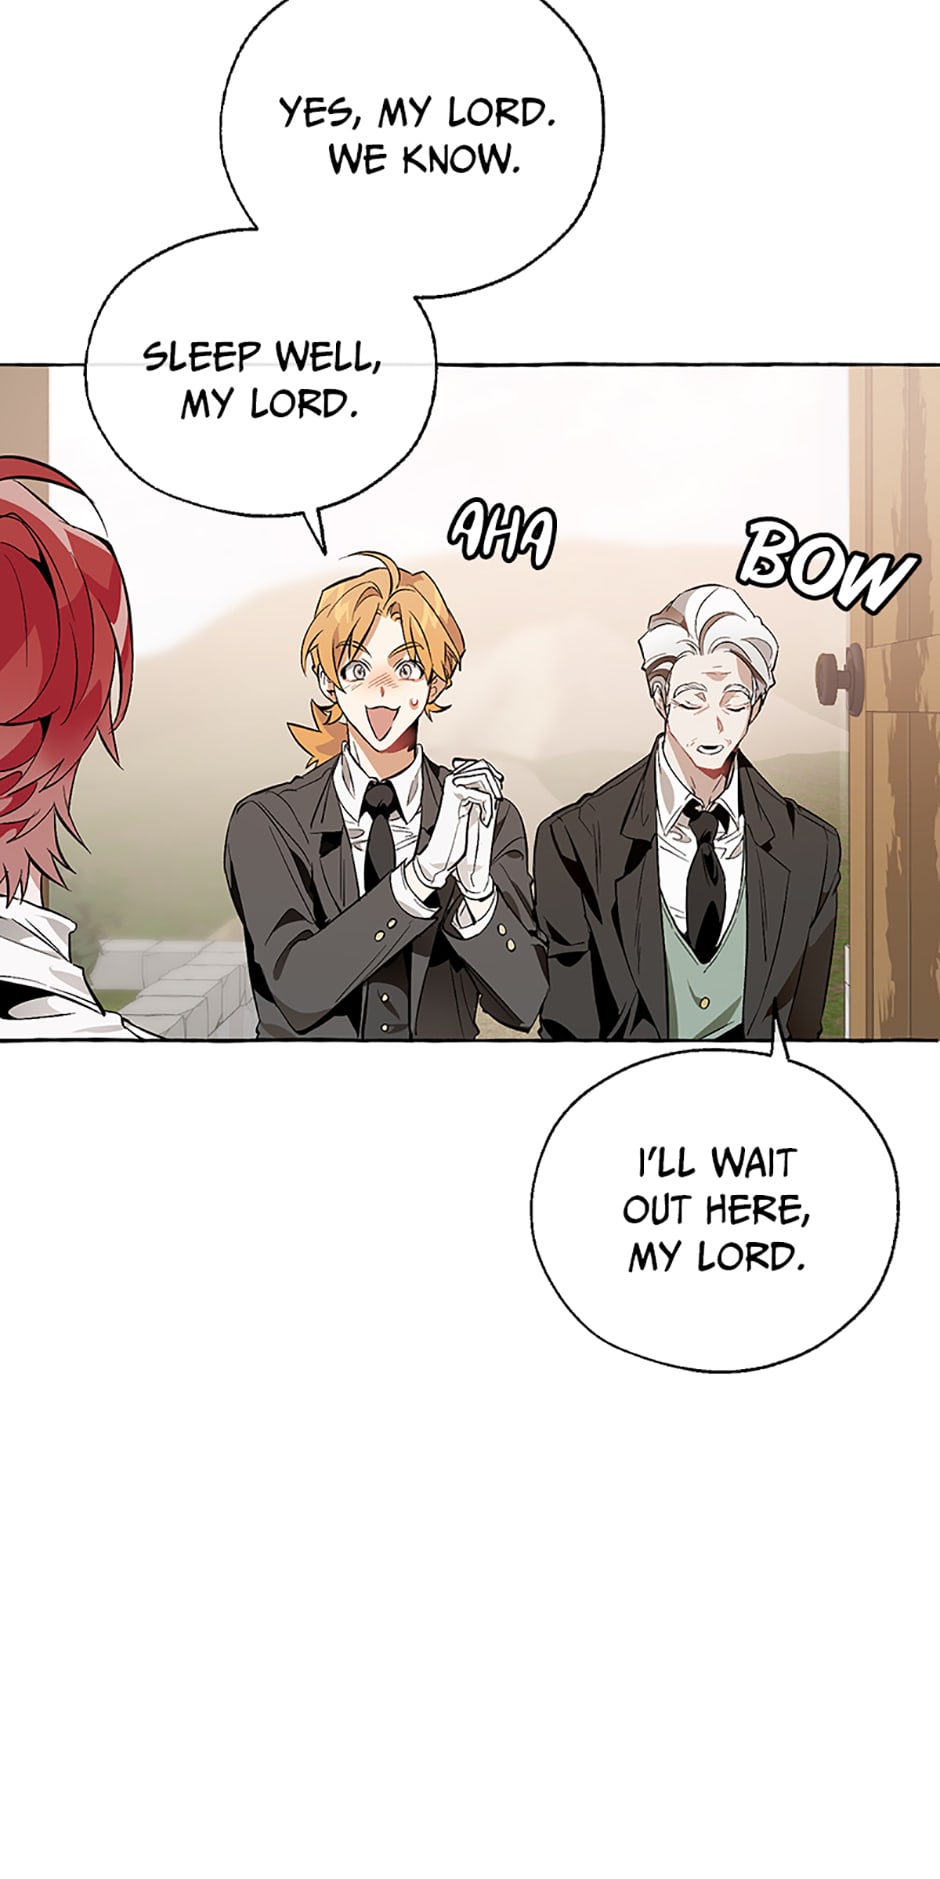 YES, MY LORD.
WE KNOW.
SLEEP WELL,
MY LORD.
AHA
BOW
I'LL WAIT
OUT HERE,
MY LORD.